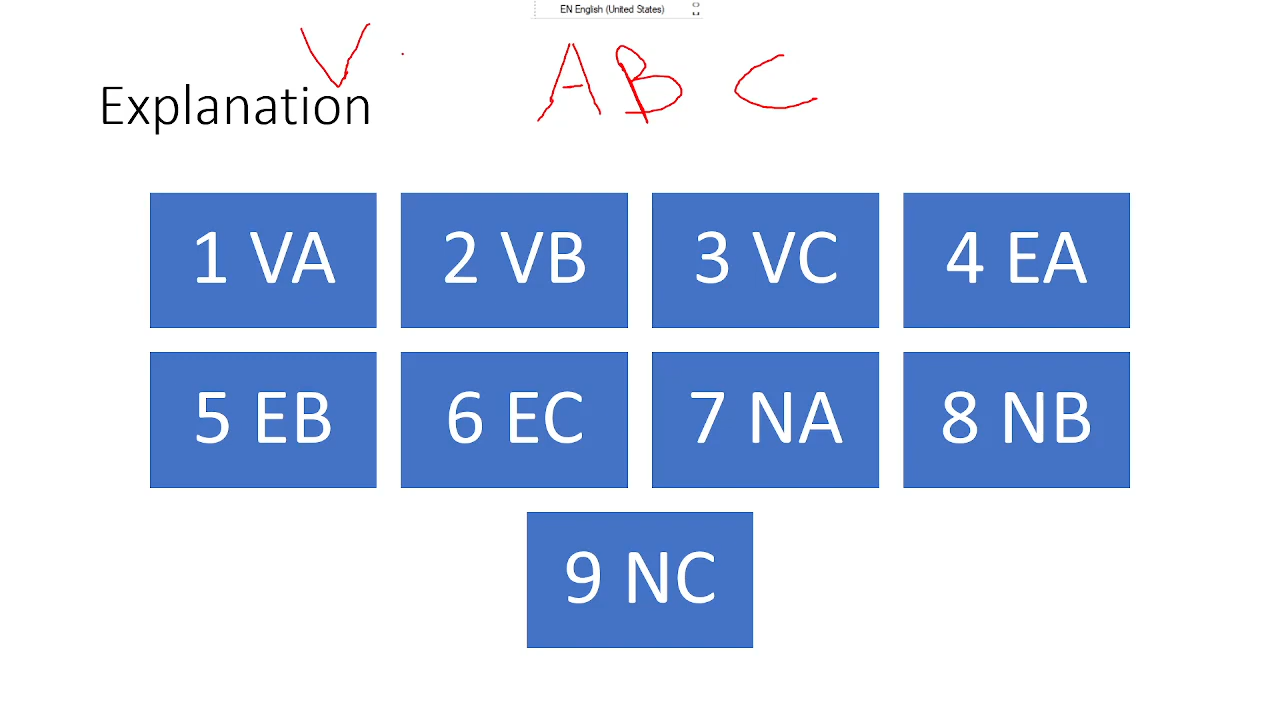 EN English (United States)
V A B C
Explanation
1 VA 2 VB 3 VC 4 EA
5 EB 6 EC 7 NA 8 NB
9 NC